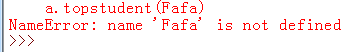 a.topstudent(Fafa)
NameError: name 'Fafa' is not defined
>>>